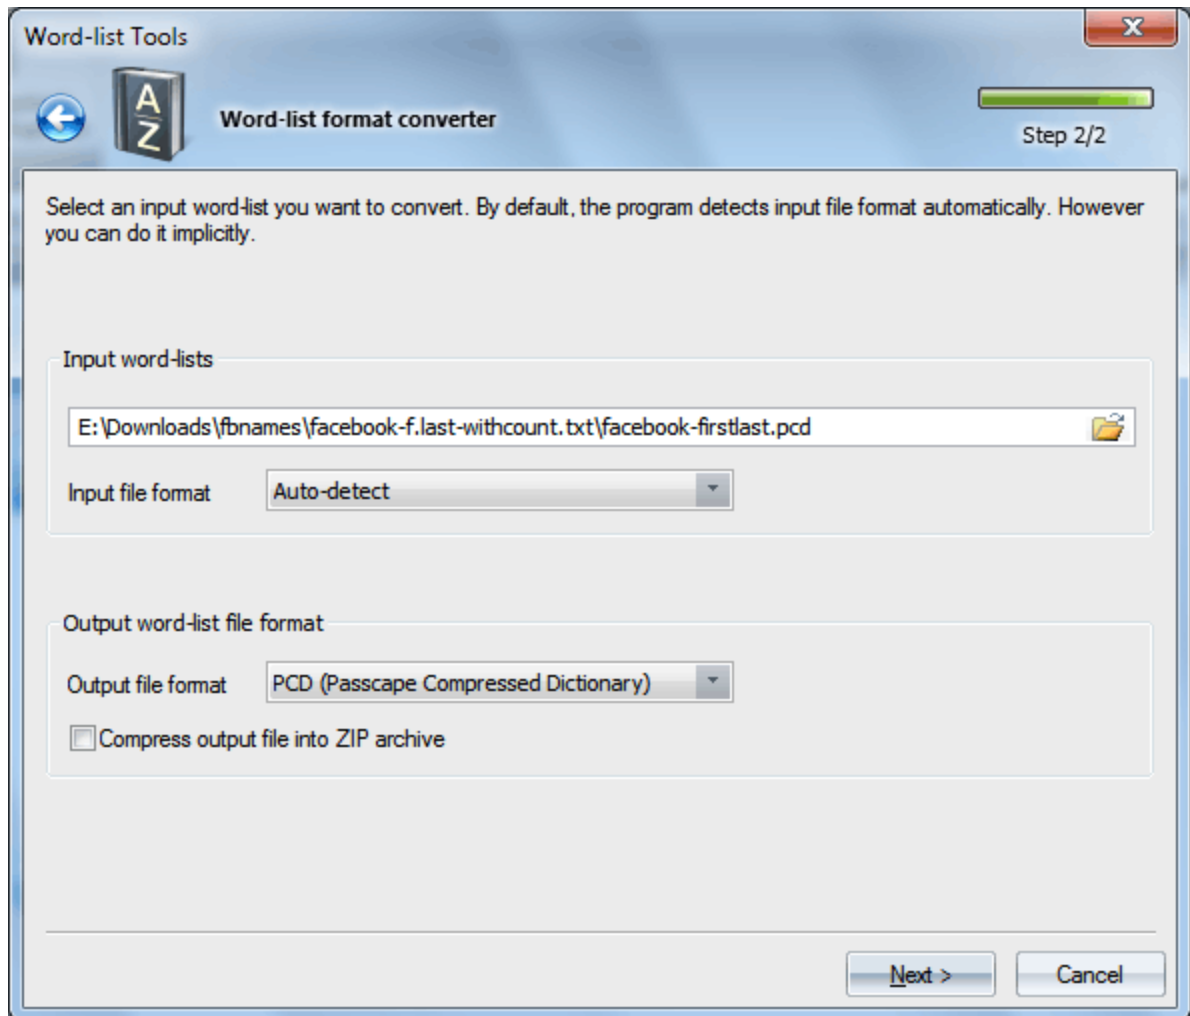 Word-list Tools
A
Z
Word-list format converter
Step 2/2
Select an input word-list you want to convert. By default, the program detects input file format automatically. However
you can do it implicitly.
Input word-lists
E:\Downloads\fbnames\facebook-f.last-withcount.txt\facebook-firstlast.pcd
Input file format
Auto-detect
Output word-list file format
Output file format
PCD (Passcape Compressed Dictionary)
Compress output file into ZIP archive
Next >
Cancel